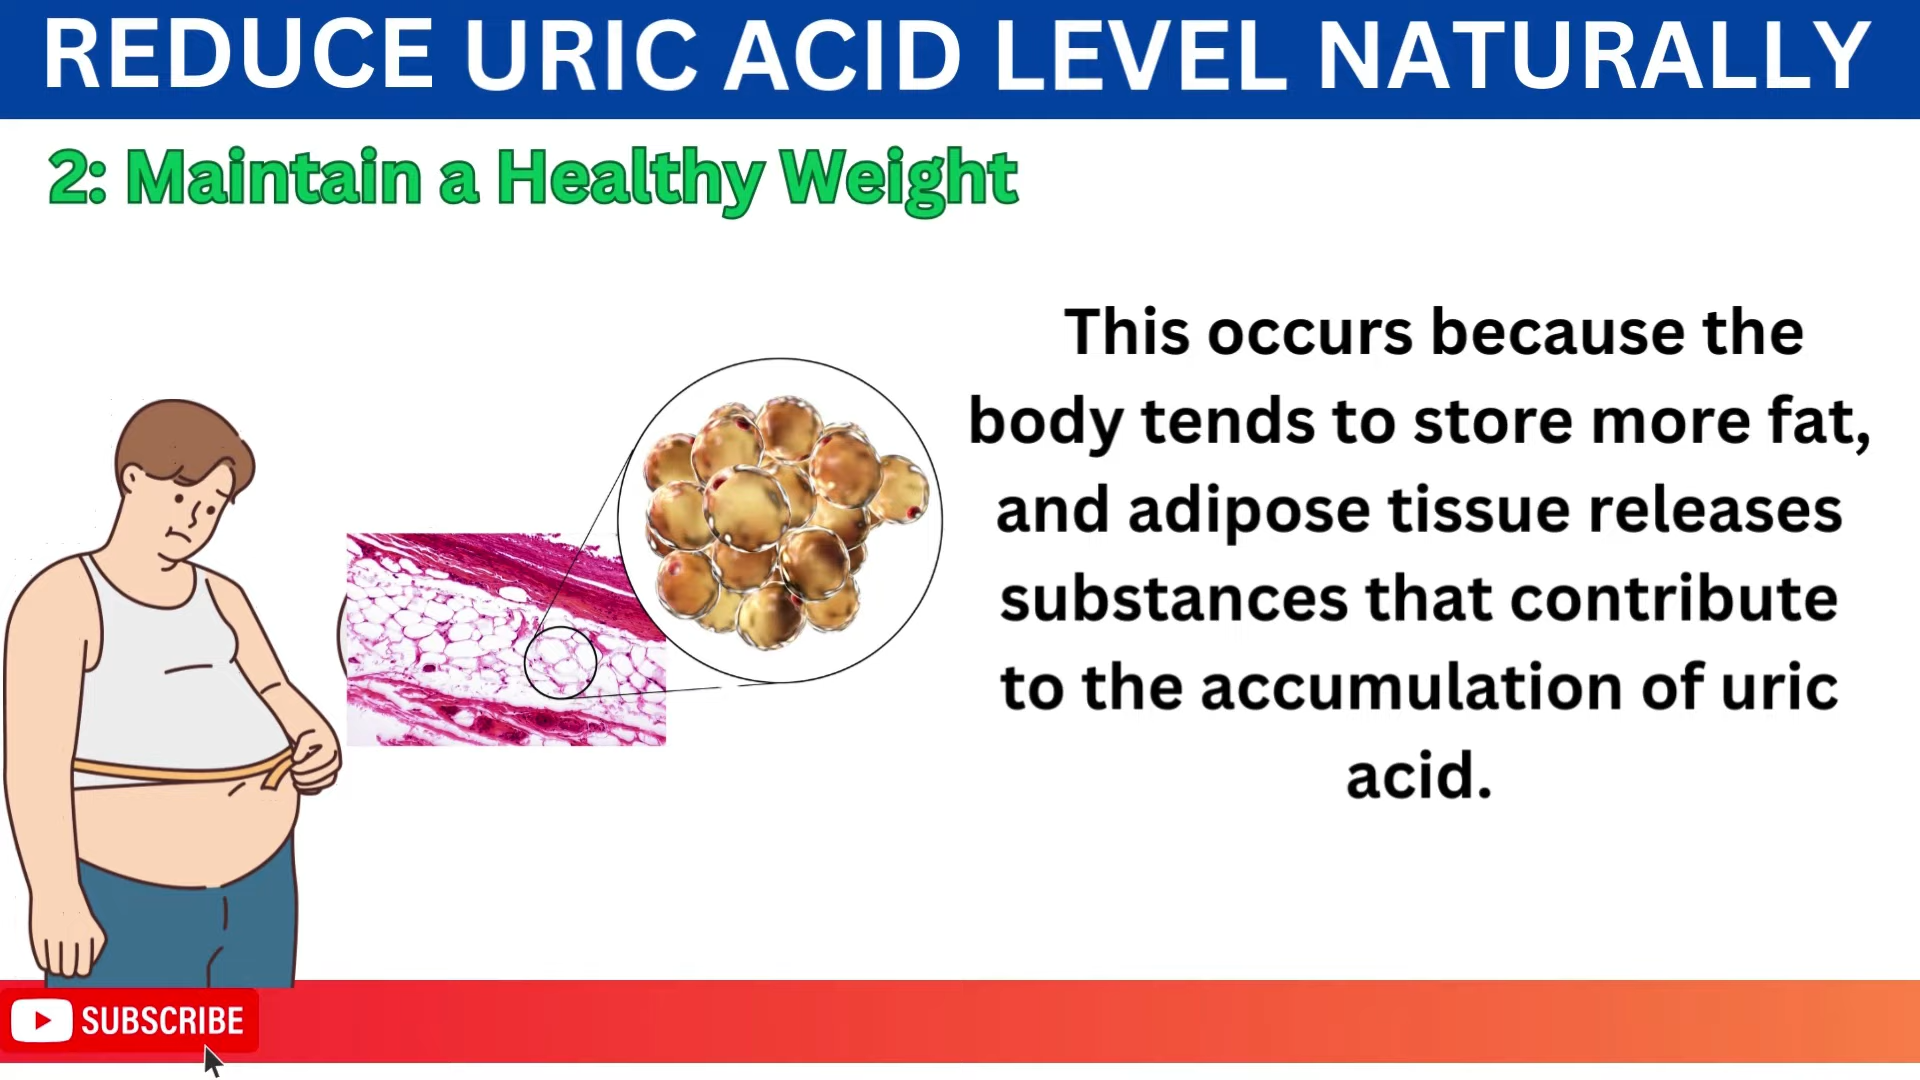 REDUCE URIC ACID LEVEL NATURALLY
2: Maintain a Healthy Weight
This occurs because the
body tends to store more fat,
and adipose tissue releases
substances that contribute
to the accumulation of uric
acid.
SUBSCRIBE